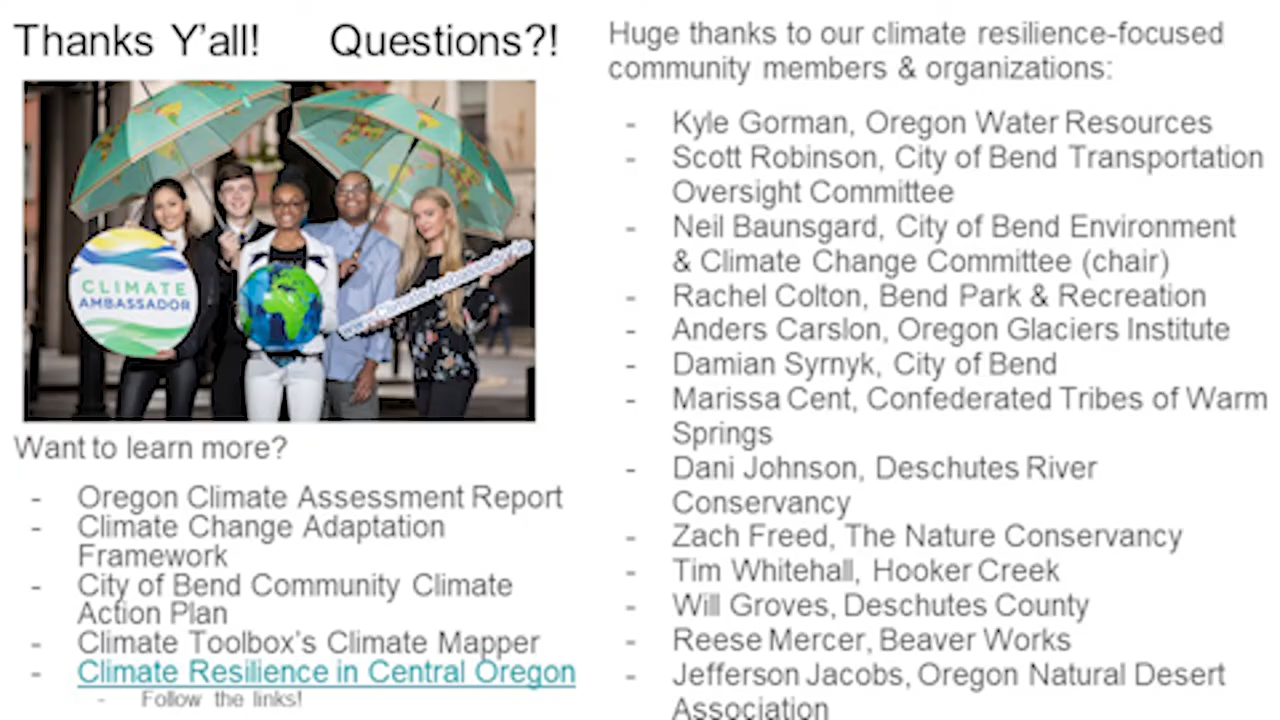 Thanks Y'all! Questions?!
CLIMATE
AMBASSADOR
Want to learn more?
- Oregon Climate Assessment Report
- Climate Change Adaptation
Framework
- City of Bend Community Climate
Action Plan
- Climate Toolbox's Climate Mapper
- Climate Resilience in Central Oregon
- Follow the links!
Huge thanks to our climate resilience-focused
community members & organizations:
- Kyle Gorman, Oregon Water Resources
- Scott Robinson, City of Bend Transportation
Oversight Committee
- Neil Baunsgard, City of Bend Environment
& Climate Change Committee (chair)
- Rachel Colton, Bend Park & Recreation
- Anders Carslon, Oregon Glaciers Institute
- Damian Syrnyk, City of Bend
- Marissa Cent, Confederated Tribes of Warm
Springs
- Dani Johnson, Deschutes River
Conservancy
- Zach Freed, The Nature Conservancy
- Tim Whitehall, Hooker Creek
- Will Groves, Deschutes County
- Reese Mercer, Beaver Works
- Jefferson Jacobs, Oregon Natural Desert
Association